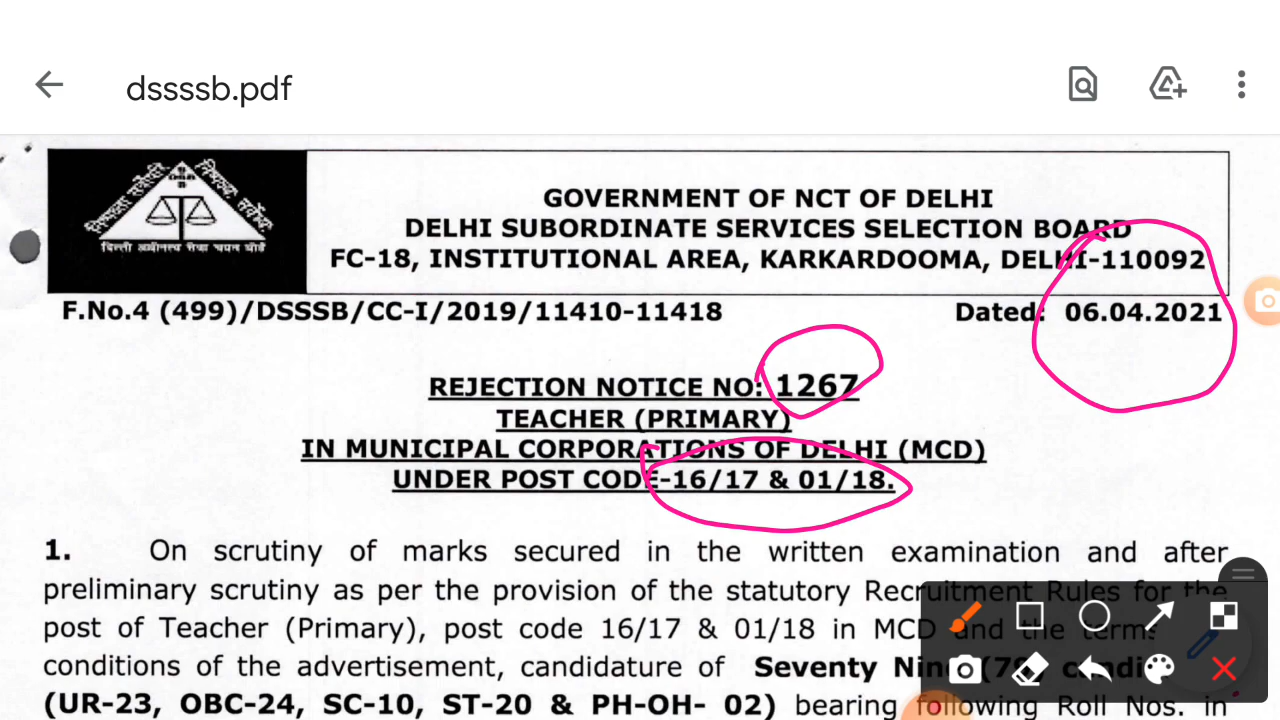 dssssb.pdf
दिल्ली अधीनस्थ सेवा चयन बोर्ड
GOVERNMENT OF NCT OF DELHI
DELHI SUBORDINATE SERVICES SELECTION BOARD
FC-18, INSTITUTIONAL AREA, KARKARDOOMA, DELHI-110092
F.No.4 (499)/DSSSB/CC-I/2019/11410-11418 Dated: 06.04.2021
REJECTION NOTICE NO: 1267
TEACHER (PRIMARY)
IN MUNICIPAL CORPORATIONS OF DELHI (MCD)
UNDER POST CODE-16/17 & 01/18.
1. On scrutiny of marks secured in the written examination and after
preliminary scrutiny as per the provision of the statutory Recruitment Rules for the
post of Teacher (Primary), post code 16/17 & 01/18 in MCD and the terms
conditions of the advertisement, candidature of Seventy Nine
(UR-23, OBC-24, SC-10, ST-20 & PH-OH- 02) bearing following Roll Nos. in